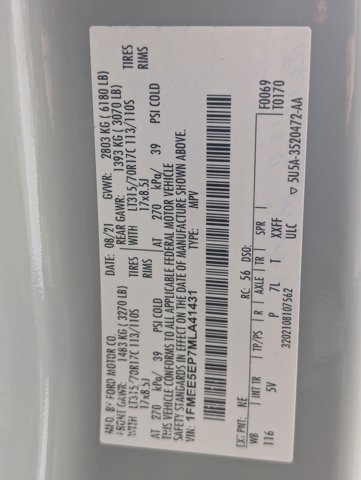 MFD. BY FORD MOTOR CO.
DATE: 08/21 GVWR: 2803 KG ( 6180 LB)
FRONT GAWR: 1483 KG (3270 LB) REAR GAWR: 1393 KG ( 3070 LB)
WITH LT315/70R17C 113/110S TIRES WITH LT315/70R17C 113/110S TIRES
17x8.5J RIMS 17x8.5J RIMS
AT 270 kPa/ 39 PSI COLD AT 270 kPa/ 39 PSI COLD
THIS VEHICLE CONFORMS TO ALL APPLICABLE FEDERAL MOTOR VEHICLE
SAFETY STANDARDS IN EFFECT ON THE DATE OF MANUFACTURE SHOWN ABOVE.
VIN: 1FMEE5EP7MLA41431
TYPE: MPV
F0069
T0170
EXT PNT: NE RC: 56 DSO:
WB INT TR TP/PS R AXLE TR SPR
116 5V P 7L T XXFF
3202108107562 ULC ▽ 5U5A-3520472-AA